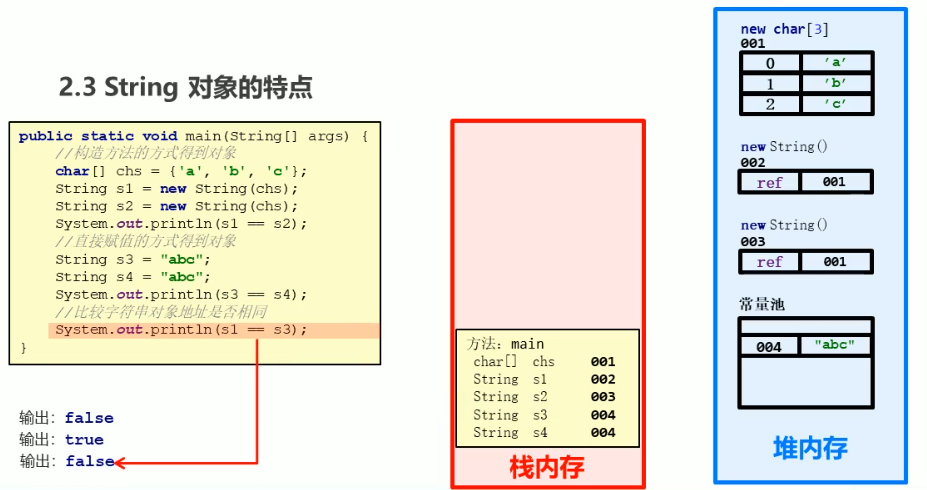 2.3 String 对象的特点
public static void main(String[] args) {
//构造方法的方式得到对象
char[] chs = {'a', 'b', 'c'};
String s1 = new String(chs);
String s2 = new String(chs);
System.out.println(s1 == s2);
//直接赋值的方式得到对象
String s3 = "abc";
String s4 = "abc";
System.out.println(s3 == s4);
//比较字符串对象地址是否相同
System.out.println(s1 == s3);
}
输出: false
输出: true
输出: false
方法: main
char[] chs 001
String s1 002
String s2 003
String s3 004
String s4 004
栈内存
new char[3]
001
0 'a'
1 'b'
2 'c'
new String()
002
ref 001
new String()
003
ref 001
常量池
004 "abc"
堆内存